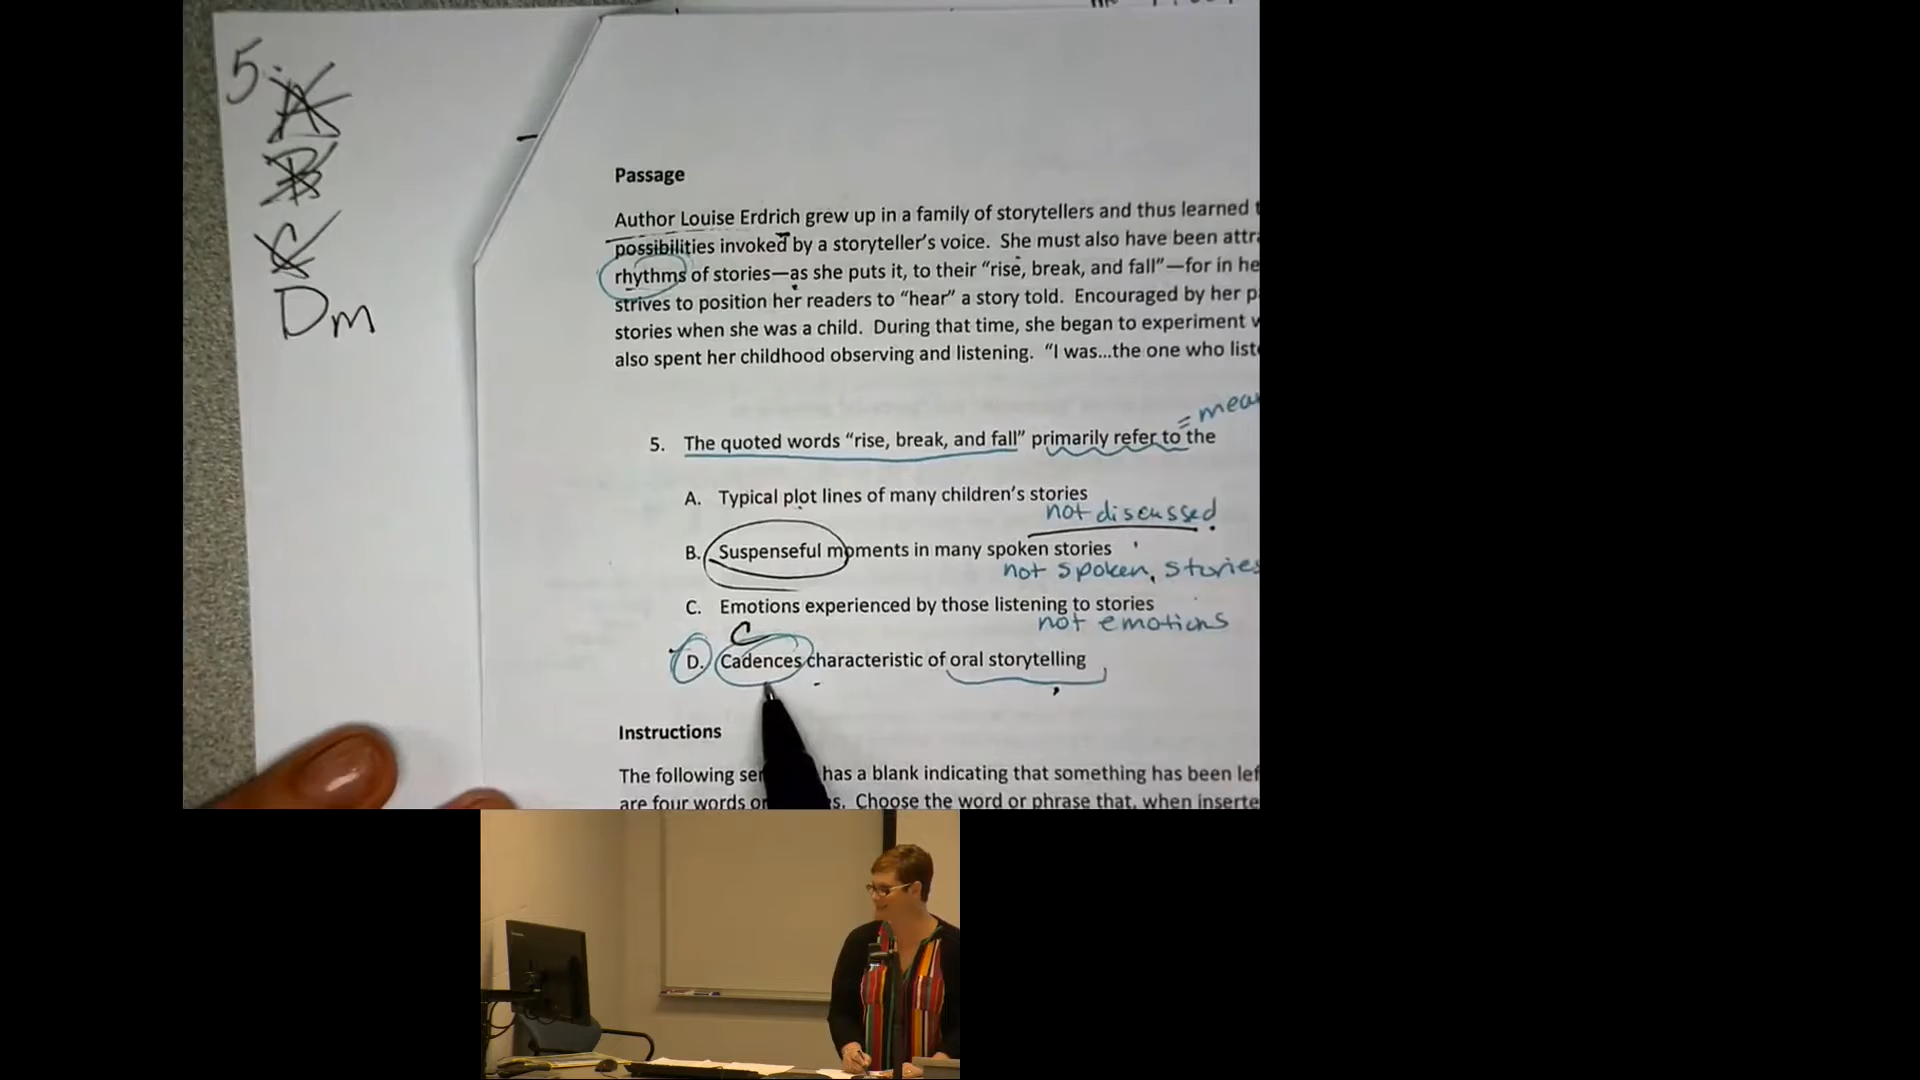 5.
A
B
C
Dm
Passage
Author Louise Erdrich grew up in a family of storytellers and thus learned
possibilities invoked by a storyteller's voice. She must also have been
rhythms of stories—as she puts it, to their "rise, break, and fall"—for in
strives to position her readers to "hear" a story told. Encouraged by her
stories when she was a child. During that time, she began to experiment
also spent her childhood observing and listening. "I was...the one who
=
5. The quoted words "rise, break, and fall" primarily refer to the
A. Typical plot lines of many children's stories
not discussed
B. Suspenseful moments in many spoken stories
not spoken, stories
C. Emotions experienced by those listening to stories
not emotions
C
D. Cadences characteristic of oral storytelling
Instructions
The following has a blank indicating that something has been
are four words Choose the word or phrase that, when